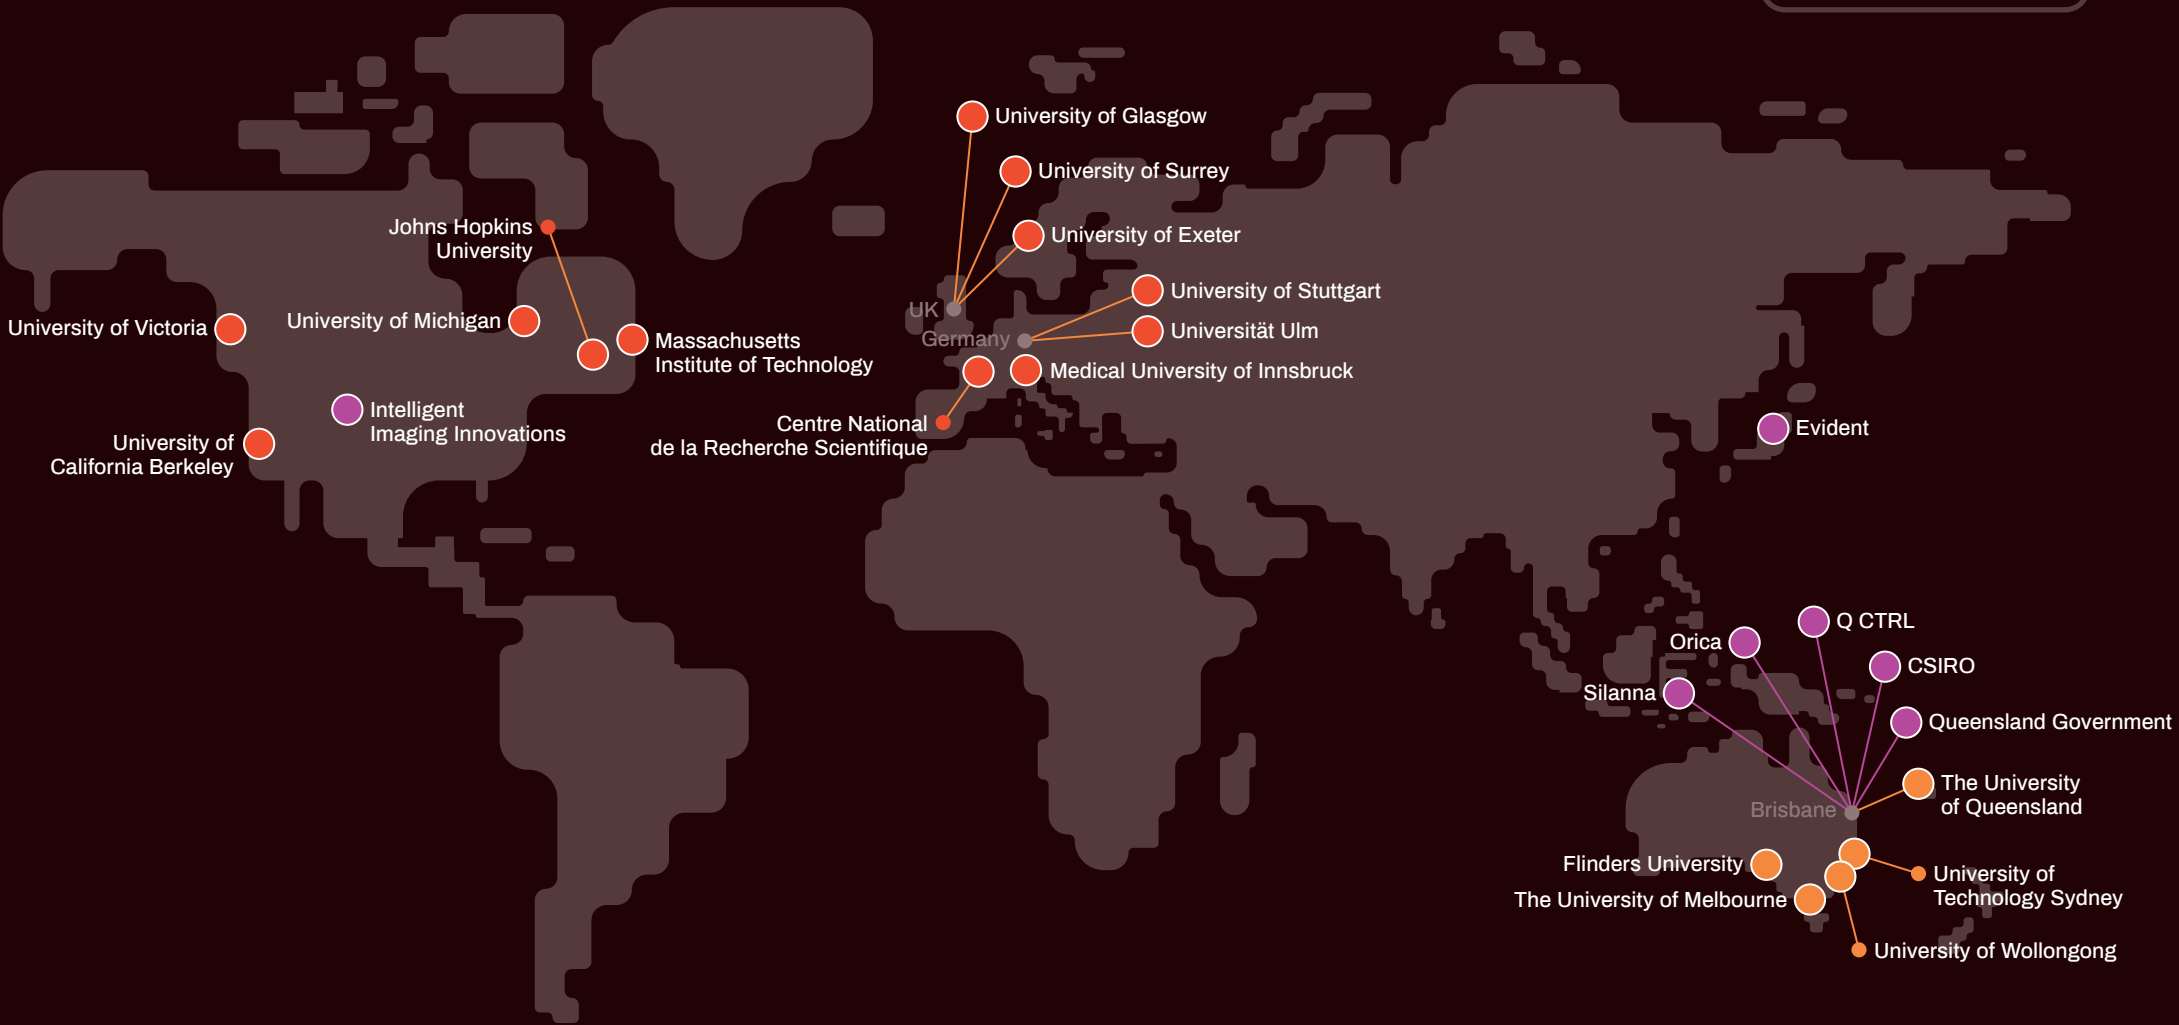 University of Glasgow
University of Surrey
Johns Hopkins
University
University of Exeter
University of Stuttgart
UK
University of Victoria
University of Michigan
Massachusetts
Institute of Technology
Germany
Universität Ulm
Medical University of Innsbruck
Intelligent
Imaging Innovations
University of
California Berkeley
Centre National
de la Recherche Scientifique
Evident
Q CTRL
Orica
CSIRO
Silanna
Queensland Government
The University
of Queensland
Brisbane
Flinders University
University of
Technology Sydney
The University of Melbourne
University of Wollongong